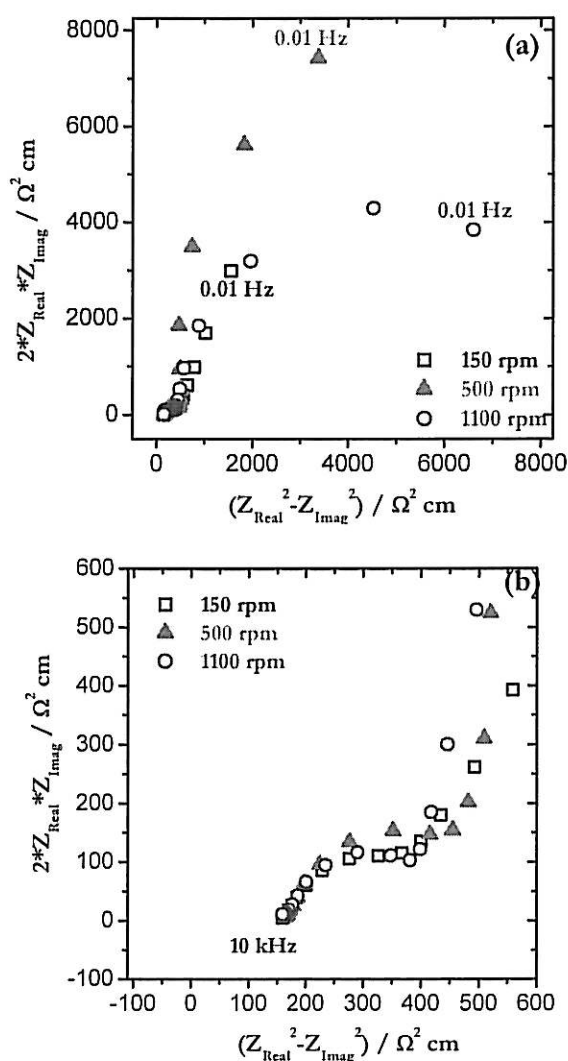 (a)
0.01 Hz
8000
6000
4000
2000
0
2*Z_Real*Z_Imag / Ω² cm
0.01 Hz
0.01 Hz
150 rpm
500 rpm
1100 rpm
0 2000 4000 6000 8000
(Z_Real²-Z_Imag²) / Ω² cm
(b)
600
500
400
300
200
100
0
-100
2*Z_Real*Z_Imag / Ω² cm
150 rpm
500 rpm
1100 rpm
10 kHz
-100 0 100 200 300 400 500 600
(Z_Real²-Z_Imag²) / Ω² cm